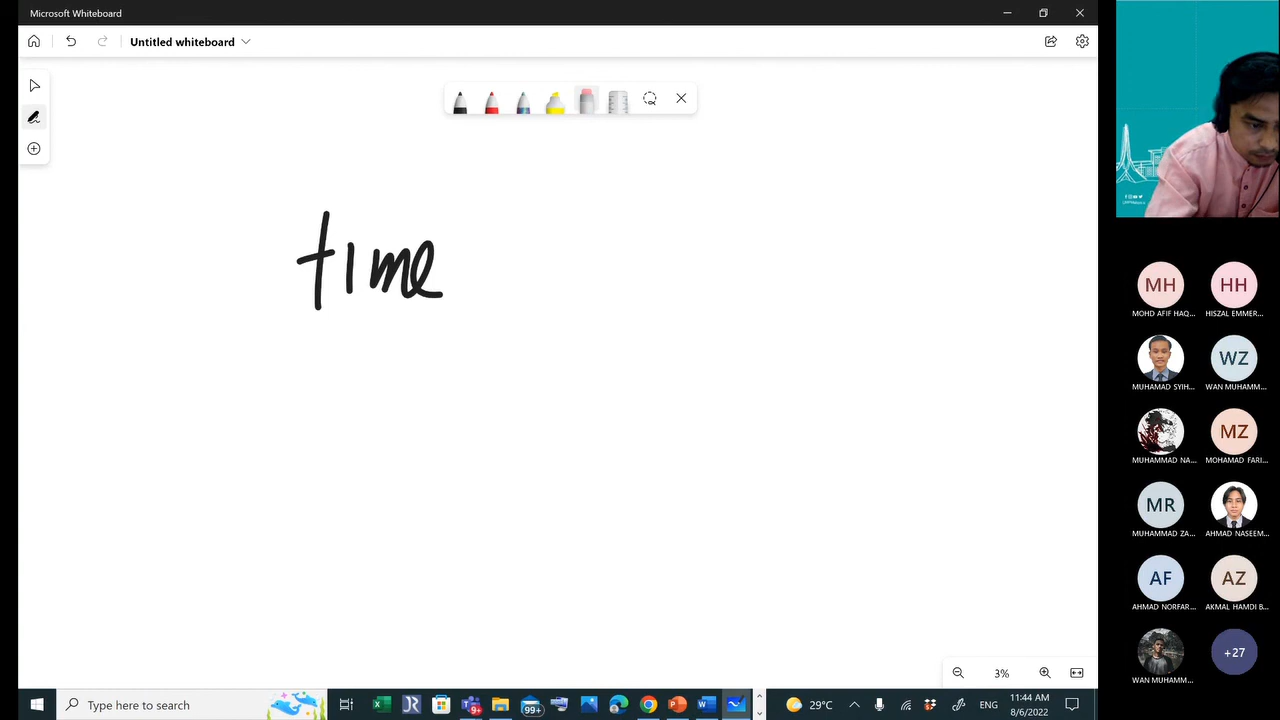 Microsoft Whiteboard
Untitled whiteboard
time
MH
HH
MOHD AFIF HAQ...
HISZAL EMMER...
WZ
MUHAMAD SYIH...
WAN MUHAMM...
MZ
MUHAMMAD NA...
MOHAMAD FARI...
MR
MUHAMMAD ZA...
AHMAD NASEEM...
AF
AZ
AHMAD NORFAR...
AKMAL HAMDI B...
+27
WAN MUHAMM...
3%
Type here to search
99+
29°C
ENG
11:44 AM
8/6/2022